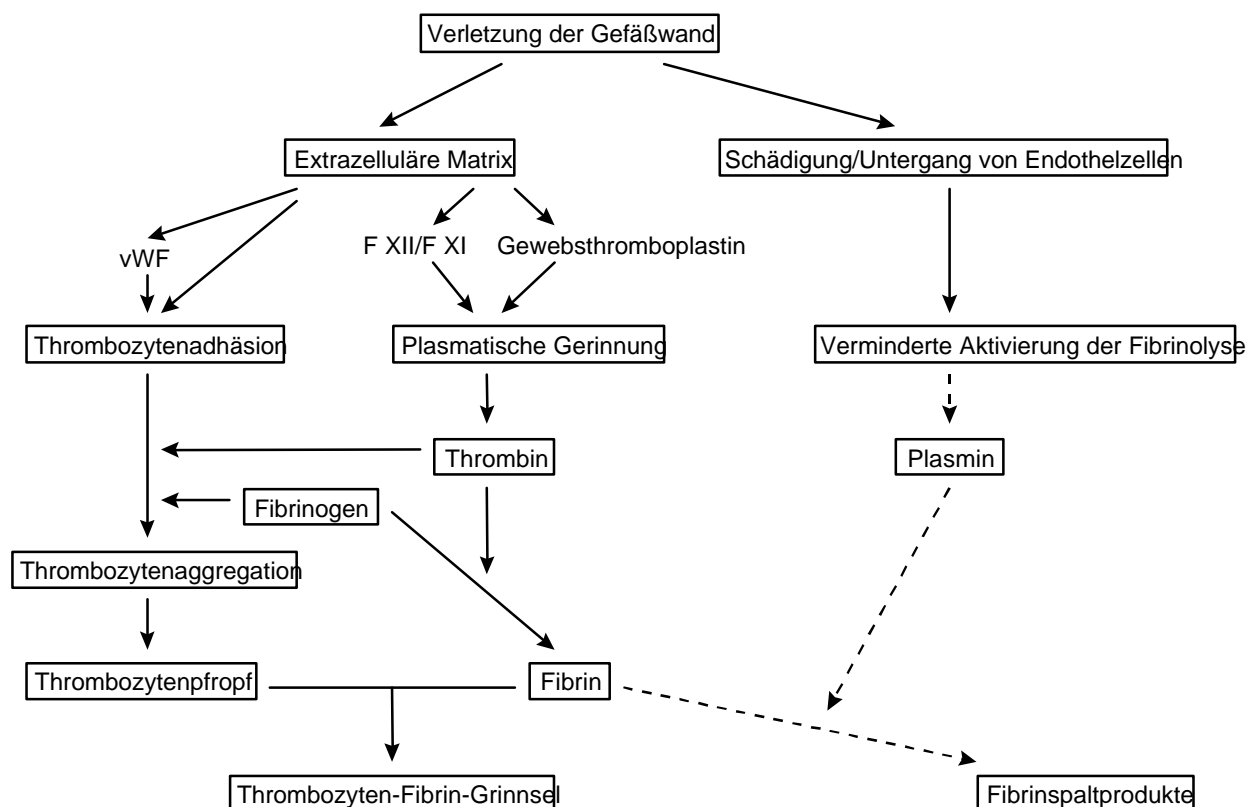 Verletzung der Gefäßwand
Extrazelluläre Matrix
Schädigung/Untergang von Endothelzellen
F XII/F XI
Gewebsthromboplastin
vWF
Thrombozytenadhäsion
Plasmatische Gerinnung
Verminderte Aktivierung der Fibrinolyse
Thrombin
Plasmin
Fibrinogen
Thrombozytenaggregation
Thrombozytenpfropf
Fibrin
Thrombozyten-Fibrin-Grinnsel
Fibrinspaltprodukte